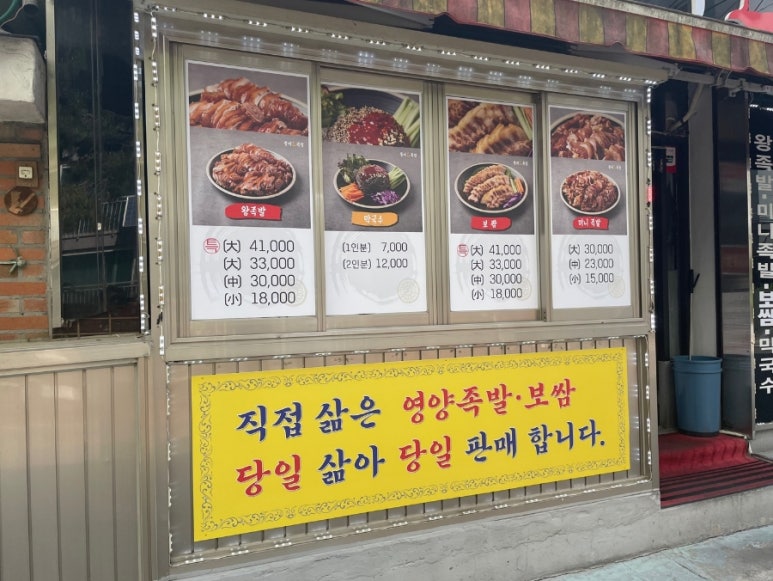 왕족발
특 (大) 41,000
(大) 33,000
(中) 30,000
(小) 18,000
막국수
(1인분) 7,000
(2인분) 12,000
보쌈
특 (大) 41,000
(大) 33,000
(中) 30,000
(小) 18,000
미니족발
(大) 30,000
(中) 23,000
(小) 15,000
직접 삶은 영양족발·보쌈
당일 삶아 당일 판매 합니다.
왕족발·미니족발·보쌈·막국수